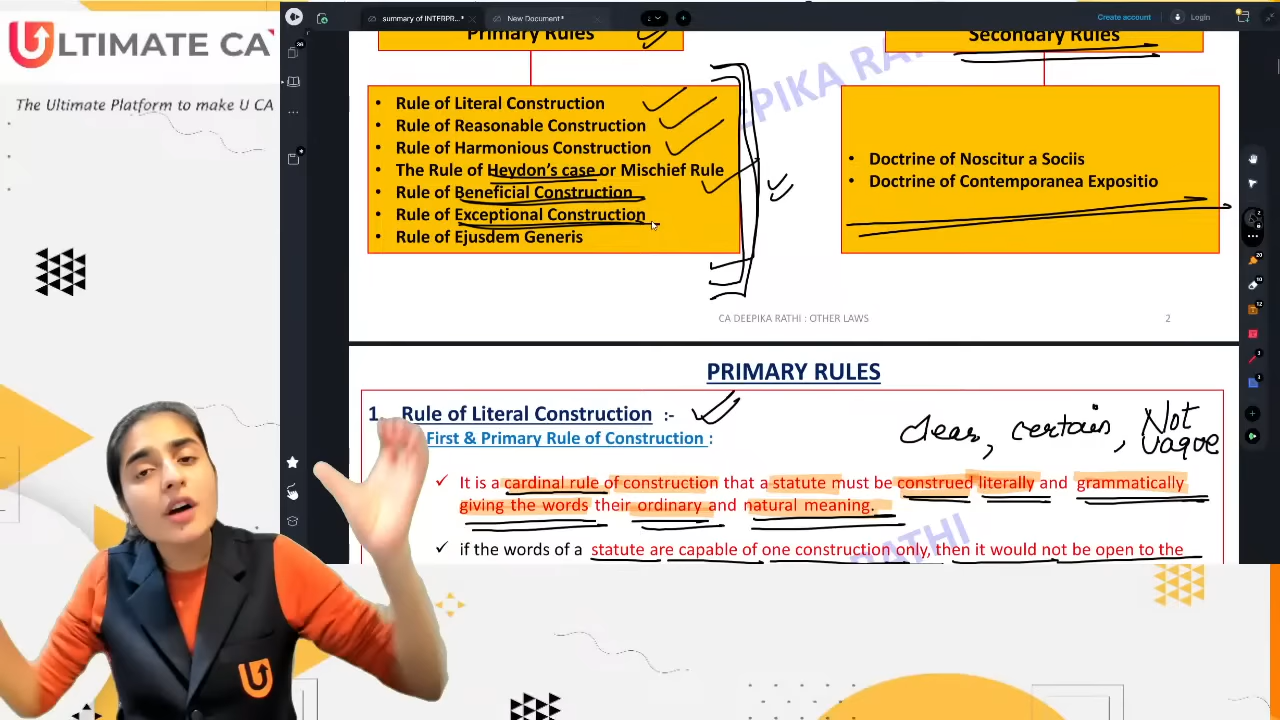 ULTIMATE CA
The Ultimate Platform to make U CA
summary of INTERPR...*
New Document*
Create account
Login
Primary Rules
Secondary Rules
• Rule of Literal Construction
• Rule of Reasonable Construction
• Rule of Harmonious Construction
• The Rule of Heydon's case or Mischief Rule
• Rule of Beneficial Construction
• Rule of Exceptional Construction
• Rule of Ejusdem Generis
• Doctrine of Noscitur a Sociis
• Doctrine of Contemporanea Expositio
EPIKA RA
CA DEEPIKA RATHI : OTHER LAWS
2
PRIMARY RULES
1. Rule of Literal Construction :-
First & Primary Rule of Construction :
clear, certain, Not Vaque
✓ It is a cardinal rule of construction that a statute must be construed literally and grammatically
giving the words their ordinary and natural meaning.
✓ if the words of a statute are capable of one construction only, then it would not be open to the
RATHI